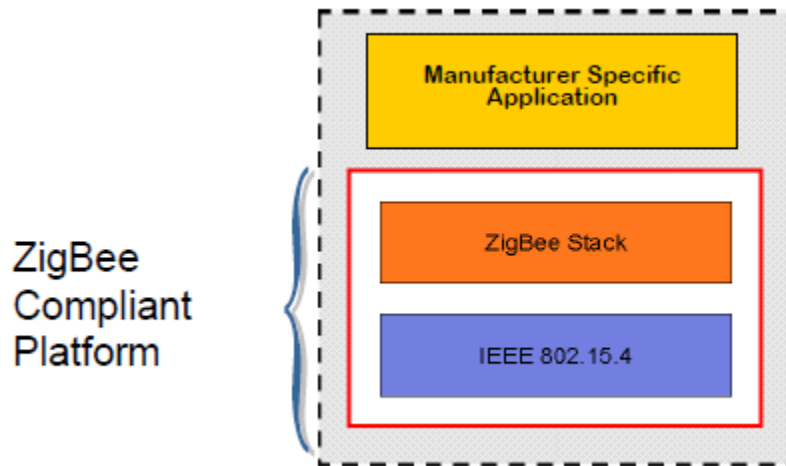 Manufacturer Specific
Application
ZigBee Stack
IEEE 802.15.4
ZigBee
Compliant
Platform